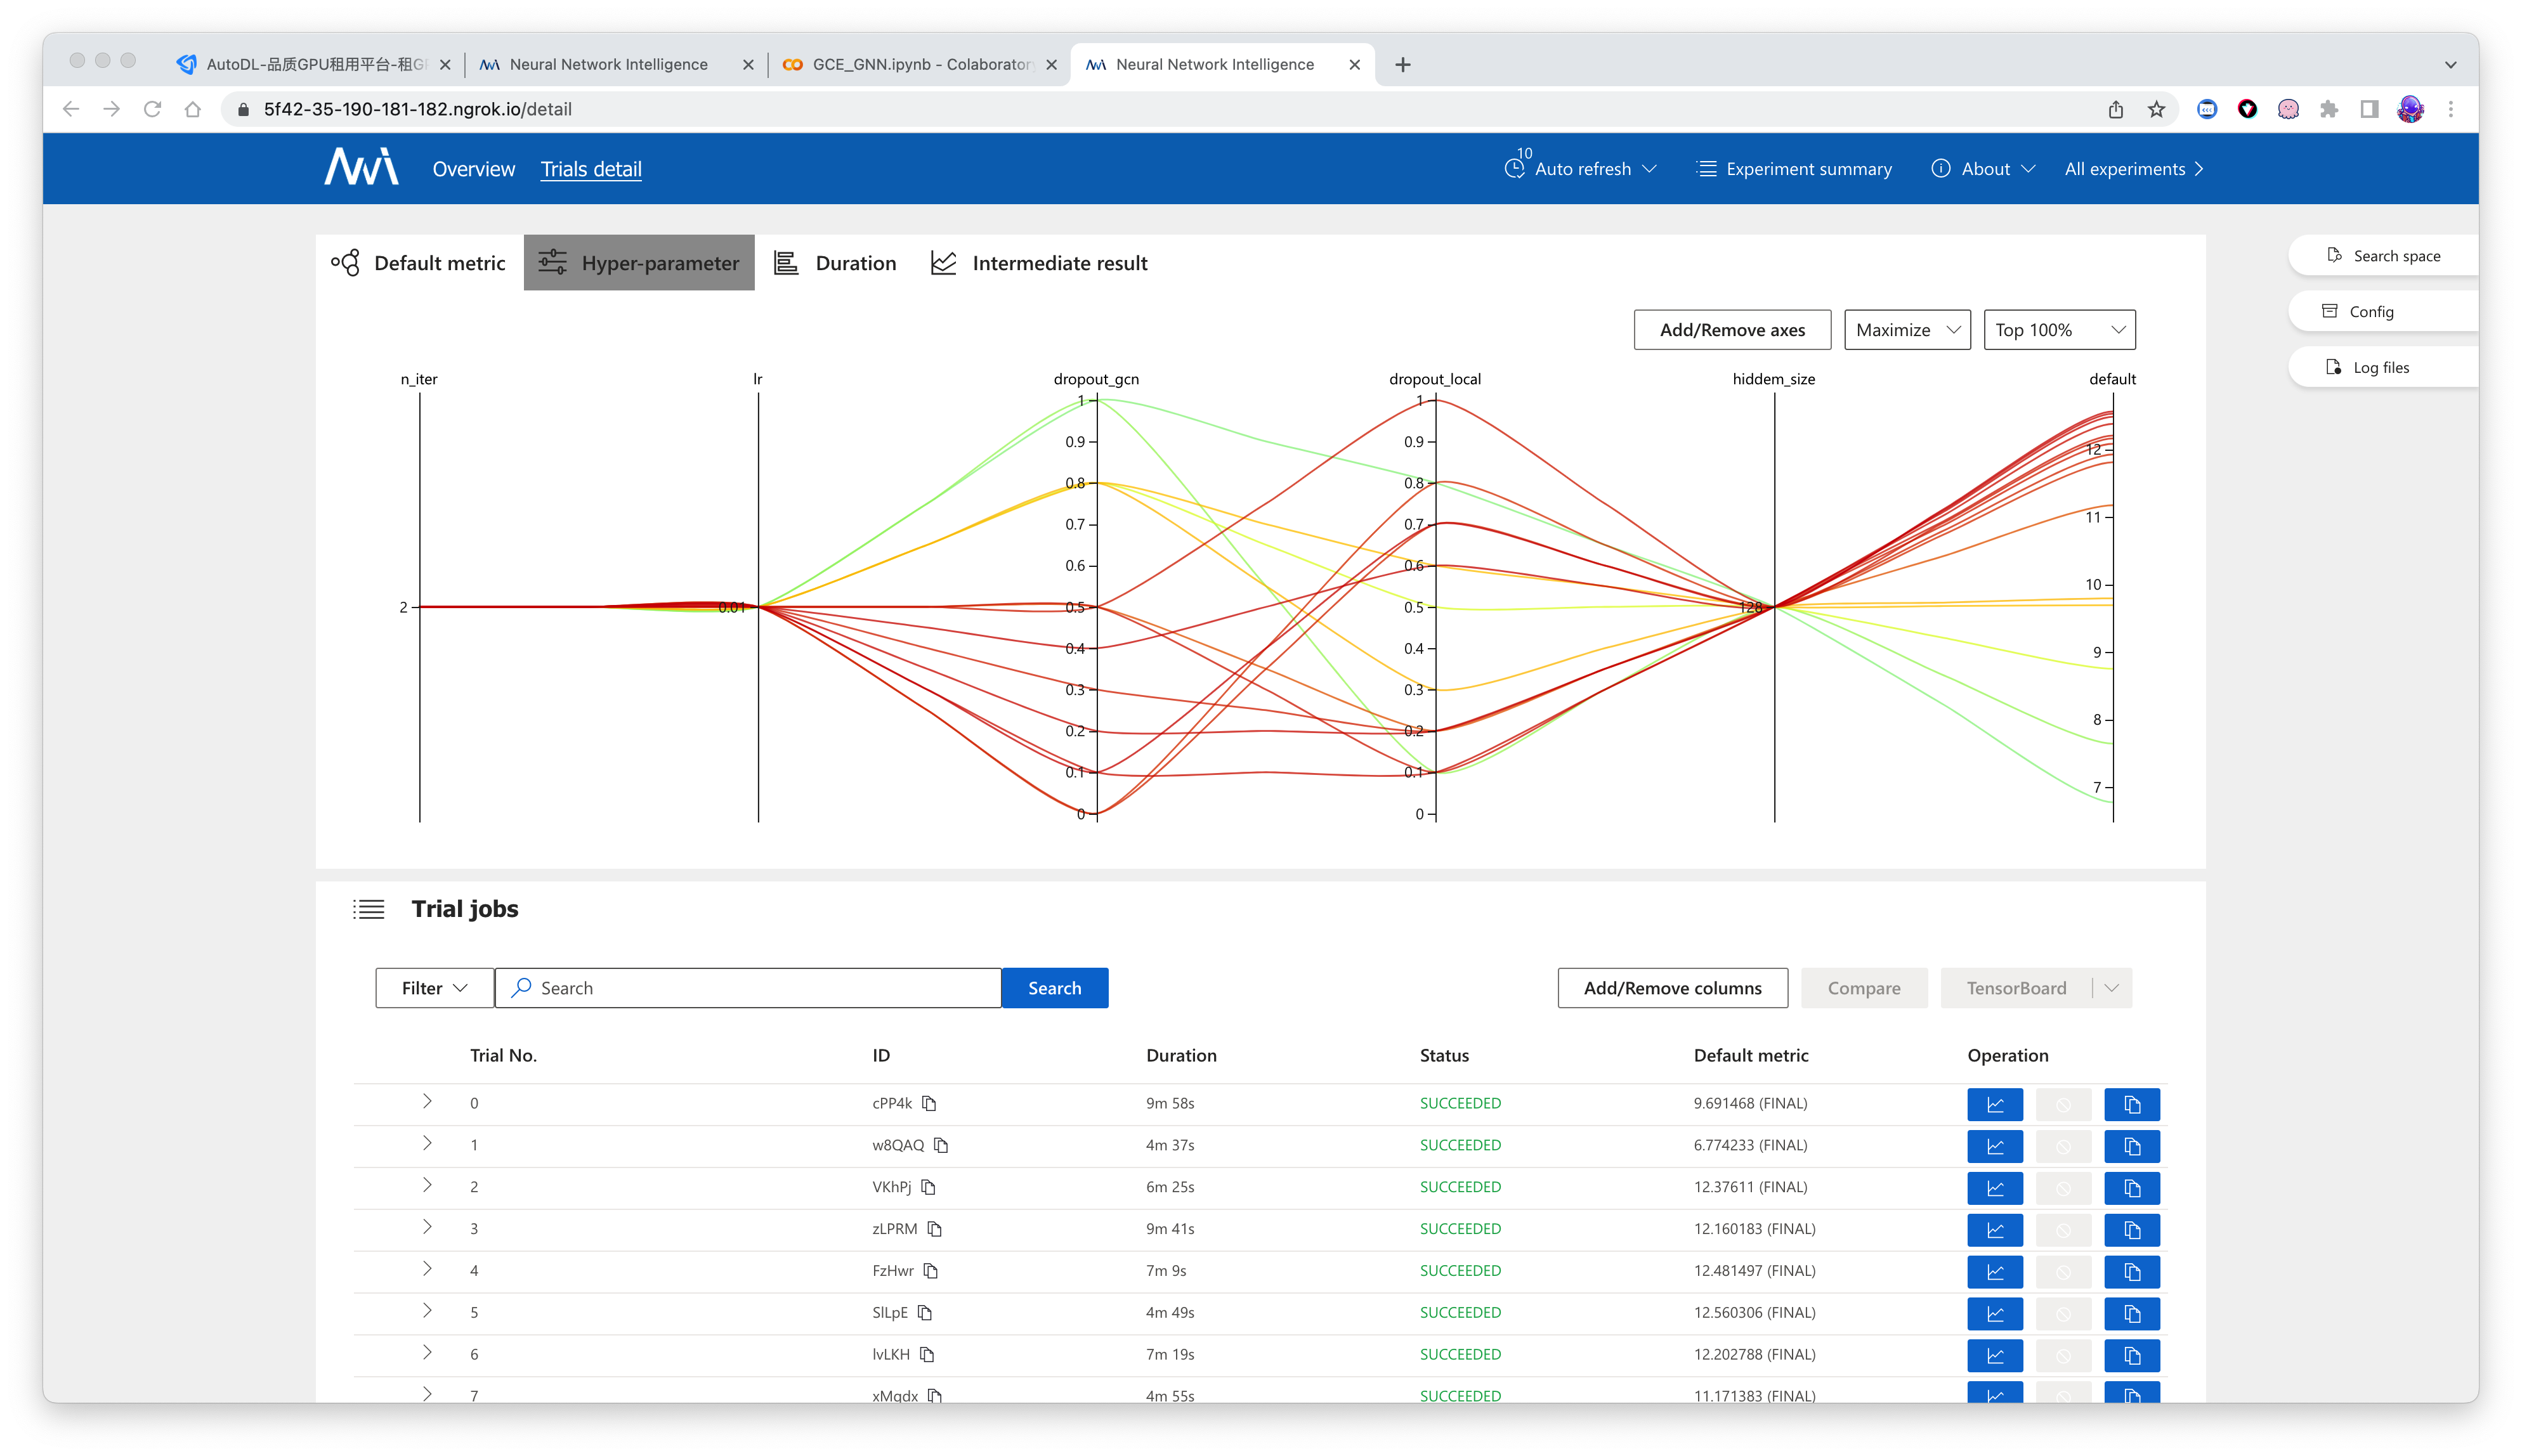 AutoDL-品质GPU租用平台-租G
Neural Network Intelligence
GCE_GNN.ipynb - Colaboratory
Neural Network Intelligence
5f42-35-190-181-182.ngrok.io/detail
Overview
Trials detail
10
Auto refresh
Experiment summary
About
All experiments
Default metric
Hyper-parameter
Duration
Intermediate result
Search space
Config
Log files
Add/Remove axes
Maximize
Top 100%
n_iter
lr
dropout_gcn
dropout_local
hiddem_size
default
2
0.01
1
0.9
0.8
0.7
0.6
0.5
0.4
0.3
0.2
0.1
0
1
0.9
0.8
0.7
0.6
0.5
0.4
0.3
0.2
0.1
0
128
12
11
10
9
8
7
Trial jobs
Filter
Search
Search
Add/Remove columns
Compare
TensorBoard
Trial No. ID Duration Status Default metric Operation
0 cPP4k 9m 58s SUCCEEDED 9.691468 (FINAL)
1 w8QAQ 4m 37s SUCCEEDED 6.774233 (FINAL)
2 VKhPj 6m 25s SUCCEEDED 12.37611 (FINAL)
3 zLPRM 9m 41s SUCCEEDED 12.160183 (FINAL)
4 FzHwr 7m 9s SUCCEEDED 12.481497 (FINAL)
5 SlLpE 4m 49s SUCCEEDED 12.560306 (FINAL)
6 lvLKH 7m 19s SUCCEEDED 12.202788 (FINAL)
7 xMqdx 4m 55s SUCCEEDED 11.171383 (FINAL)